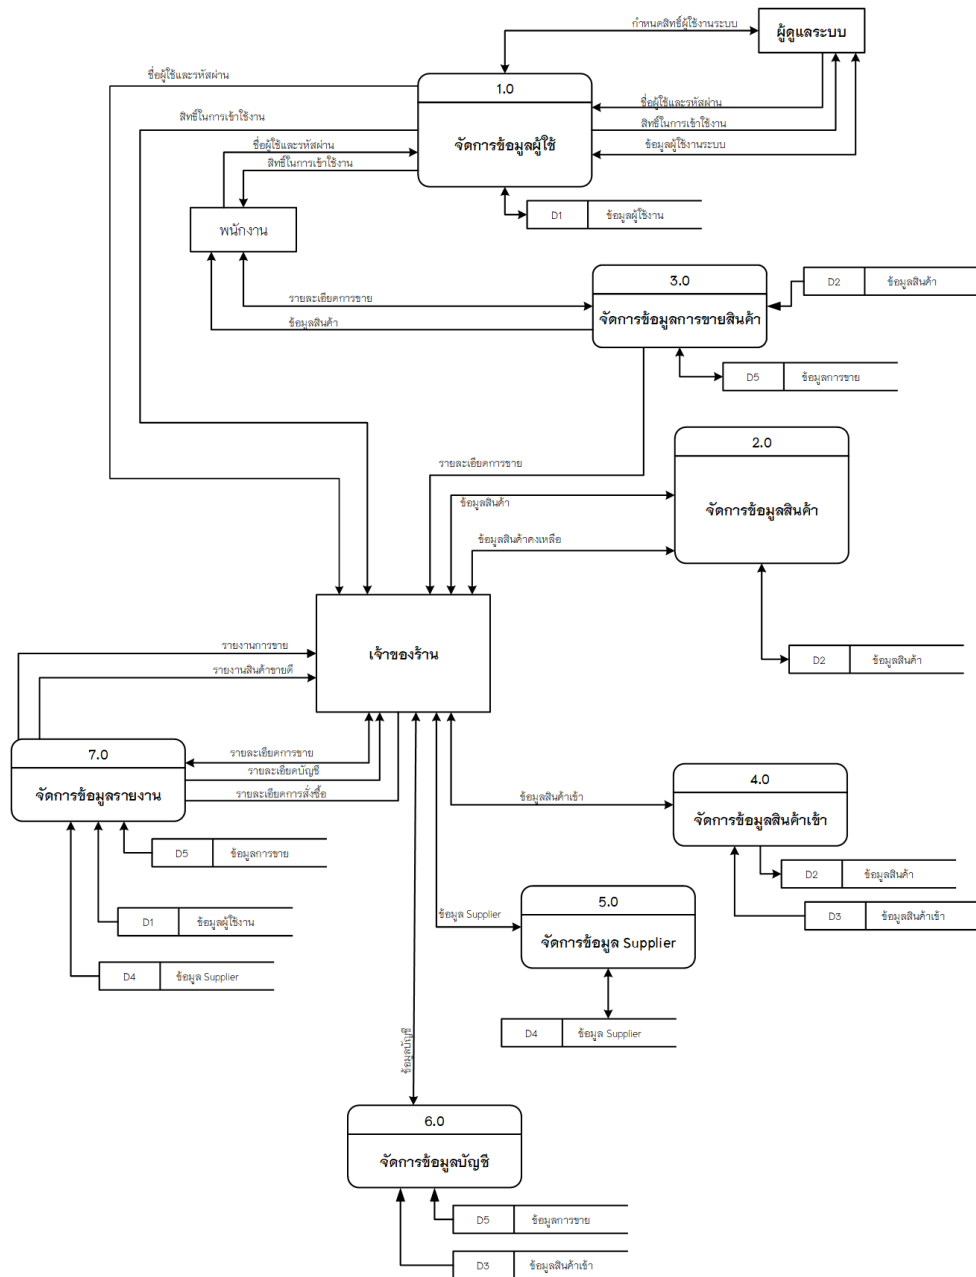 กำหนดสิทธิ์ผู้ใช้งานระบบ
ผู้ดูแลระบบ
ชื่อผู้ใช้และรหัสผ่าน
1.0
จัดการข้อมูลผู้ใช้
ชื่อผู้ใช้และรหัสผ่าน
สิทธิ์ในการเข้าใช้งาน
สิทธิ์ในการเข้าใช้งาน
ข้อมูลผู้ใช้งานระบบ
ชื่อผู้ใช้และรหัสผ่าน
สิทธิ์ในการเข้าใช้งาน
D1 ข้อมูลผู้ใช้งาน
พนักงาน
3.0
จัดการข้อมูลการขายสินค้า
D2 ข้อมูลสินค้า
รายละเอียดการขาย
ข้อมูลสินค้า
D5 ข้อมูลการขาย
2.0
จัดการข้อมูลสินค้า
รายละเอียดการขาย
ข้อมูลสินค้า
ข้อมูลสินค้าคงเหลือ
D2 ข้อมูลสินค้า
เจ้าของร้าน
รายงานการขาย
รายงานสินค้าขายดี
7.0
จัดการข้อมูลรายงาน
รายละเอียดการขาย
รายละเอียดบัญชี
รายละเอียดการสั่งซื้อ
4.0
จัดการข้อมูลสินค้าเข้า
ข้อมูลสินค้าเข้า
D5 ข้อมูลการขาย
D2 ข้อมูลสินค้า
D1 ข้อมูลผู้ใช้งาน
D3 ข้อมูลสินค้าเข้า
5.0
จัดการข้อมูล Supplier
ข้อมูล Supplier
D4 ข้อมูล Supplier
D4 ข้อมูล Supplier
ข้อมูลบัญชี
6.0
จัดการข้อมูลบัญชี
D5 ข้อมูลการขาย
D3 ข้อมูลสินค้าเข้า